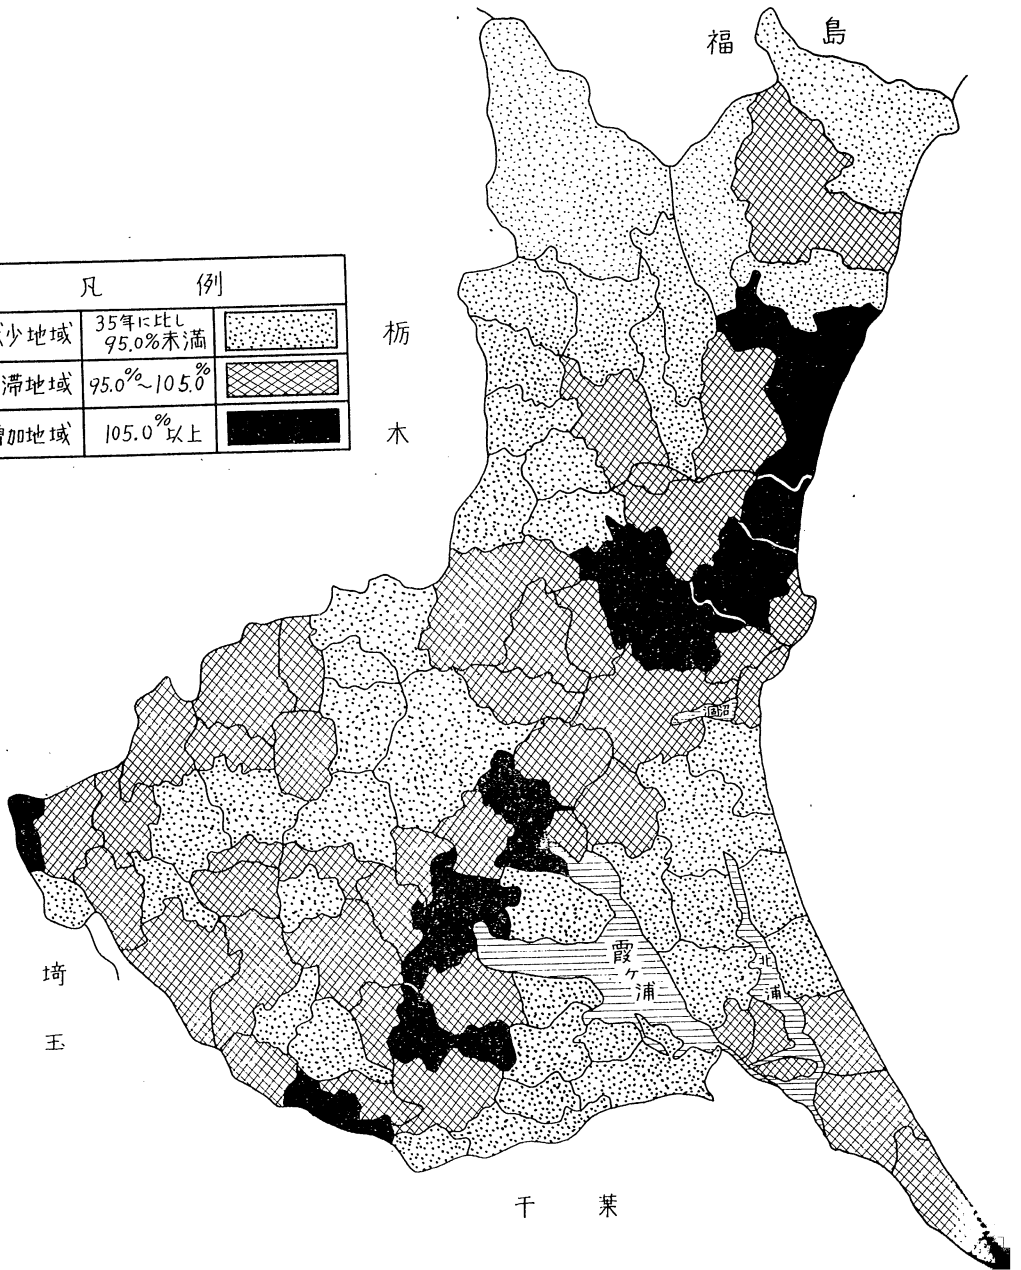 福 島
凡 例
少地域
35年に比し
95.0%未満
滞地域
95.0%~105.0%
加地域
105.0%以上
栃
木
涸沼
霞ヶ浦
北浦
埼
玉
千 葉